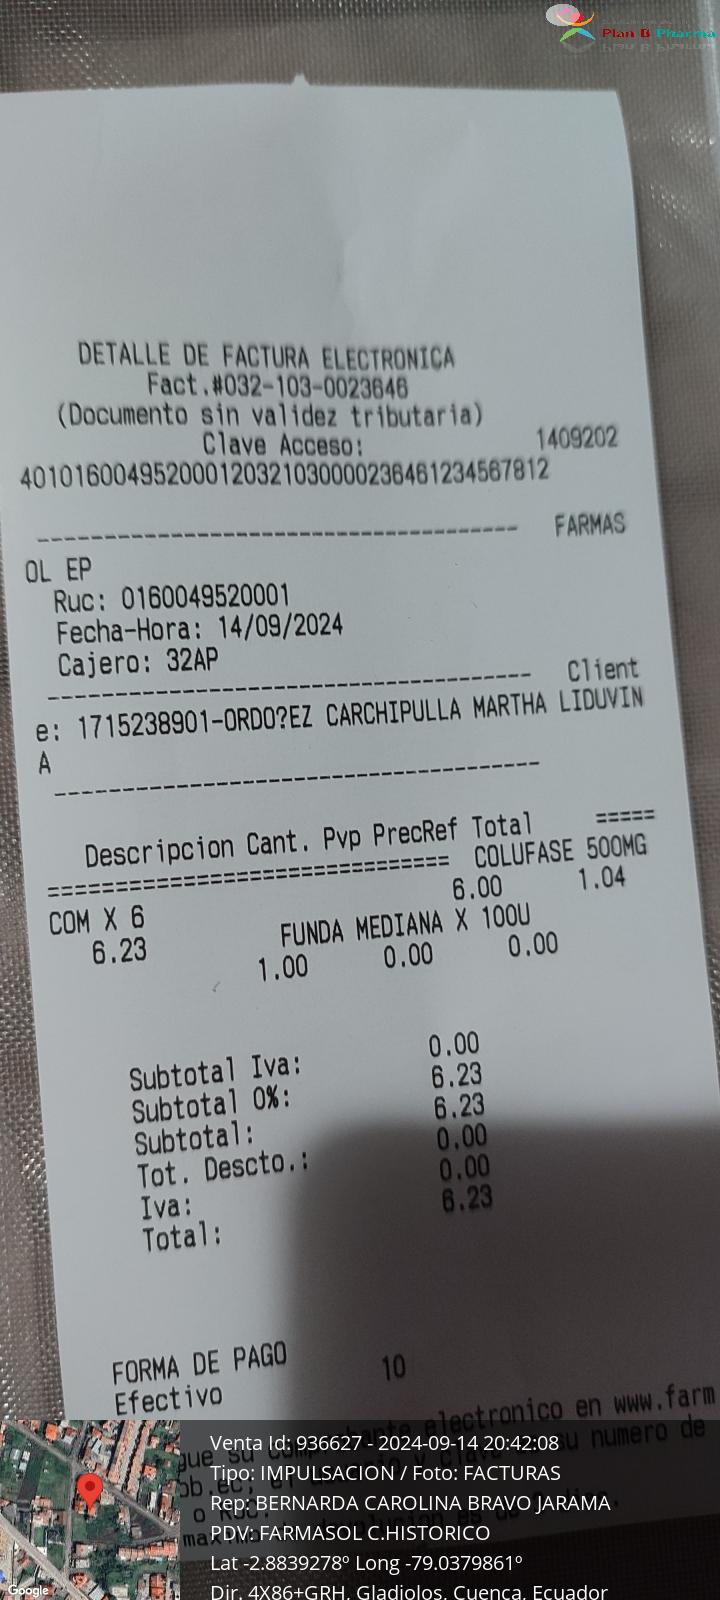 Plan B Pharma
DETALLE DE FACTURA ELECTRONICA
Fact.#032-103-0023646
(Documento sin validez tributaria)
Clave Acceso: 1409202
401016004952000120321030000236461234567812
------------------------------------ FARMAS
OL EP
Ruc: 0160049520001
Fecha-Hora: 14/09/2024
Cajero: 32AP
------------------------------------ Client
e: 1715238901-ORDO?EZ CARCHIPULLA MARTHA LIDUVIN
A
------------------------------------
Descripcion Cant. Pvp PrecRef Total =====
============================== COLUFASE 500MG
COM X 6 6.00 1.04
6.23 FUNDA MEDIANA X 100U
1.00 0.00 0.00
Subtotal Iva: 0.00
Subtotal 0%: 6.23
Subtotal: 6.23
Tot. Descto.: 0.00
Iva: 0.00
Total: 6.23
FORMA DE PAGO
Efectivo 10
electronico en www.farm
su numero de
Venta Id: 936627 - 2024-09-14 20:42:08
Tipo: IMPULSACION / Foto: FACTURAS
Rep: BERNARDA CAROLINA BRAVO JARAMA
PDV: FARMASOL C.HISTORICO
Lat -2.8839278º Long -79.0379861º
Dir. 4X86+GRH, Gladiolos, Cuenca, Ecuador
Google